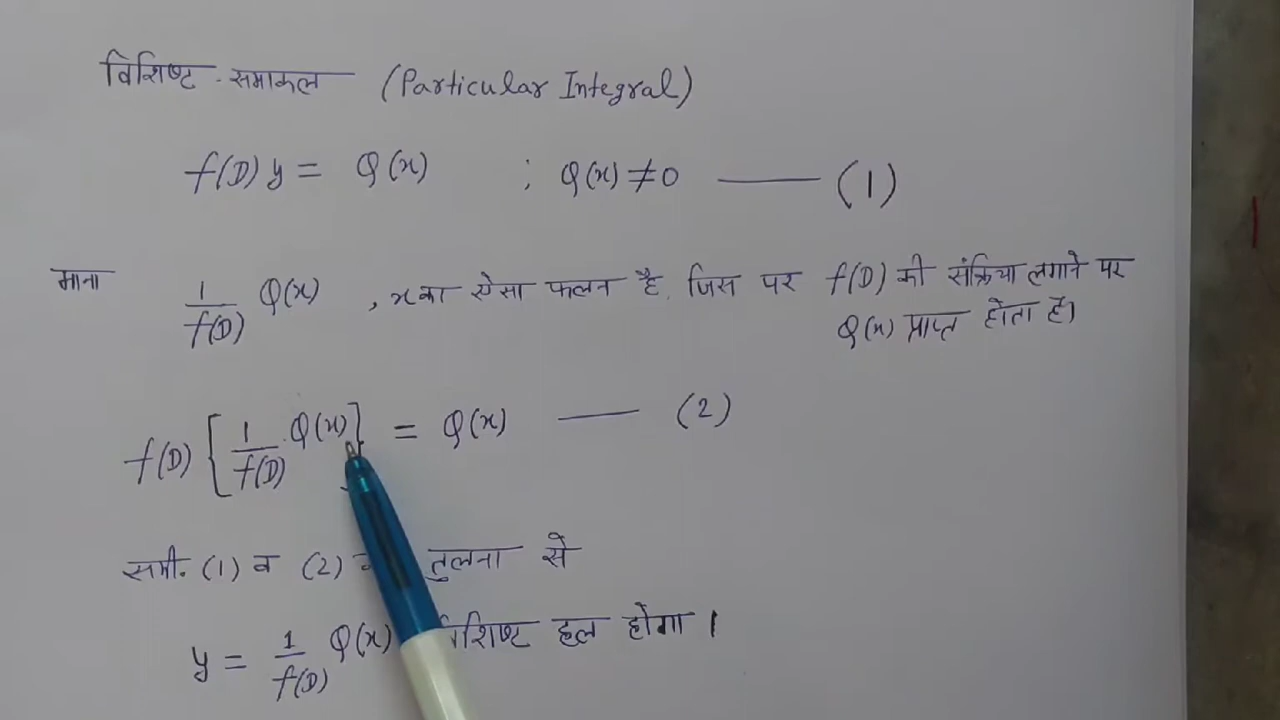 विशिष्ट - समाकल (Particular Integral)
f(D) y = Q(x) ; Q(x) ≠ 0 —— (1)
माना 1/f(D) Q(x) , x का ऐसा फलन है जिस पर f(D) की संक्रिया लगाने पर
Q(x) प्राप्त होता है।
f(D) [ 1/f(D) Q(x) ] = Q(x) —— (2)
समी. (1) व (2) तुलना से
y = 1/f(D) Q(x) विशिष्ट हल होगा ।